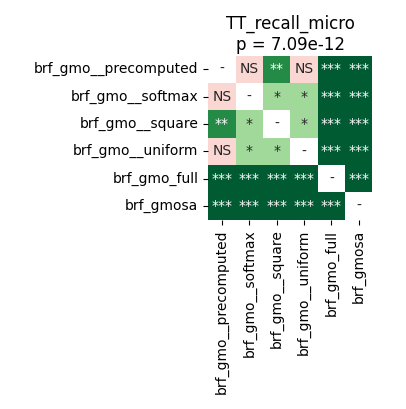 TT_recall_micro
p = 7.09e-12
brf_gmo__precomputed - NS ** NS *** ***
brf_gmo__softmax NS - * * *** ***
brf_gmo__square ** * - * *** ***
brf_gmo__uniform NS * * - *** ***
brf_gmo_full *** *** *** *** - ***
brf_gmosa *** *** *** *** *** -
brf_gmo__precomputed
brf_gmo__softmax
brf_gmo__square
brf_gmo__uniform
brf_gmo_full
brf_gmosa